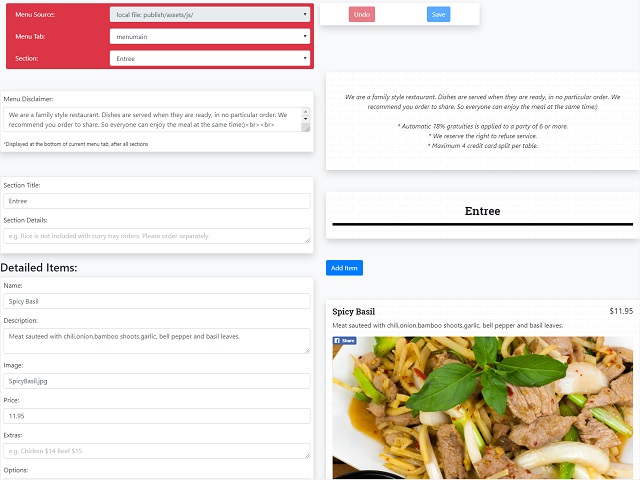 Menu Source:
local file: publish/assets/js/
Menu Tab:
menumain
Section:
Entree
Undo
Save
Menu Disclaimer:
We are a family style restaurant. Dishes are served when they are ready, in no particular order. We
recommend you order to share. So everyone can enjoy the meal at the same time:)<br><br>
*Displayed at the bottom of current menu tab, after all sections
We are a family style restaurant. Dishes are served when they are ready, in no particular order. We
recommend you order to share. So everyone can enjoy the meal at the same time:)
* Automatic 18% gratuities is applied to a party of 6 or more.
* We reserve the right to refuse service.
* Maximum 4 credit card split per table.
Section Title:
Entree
Section Details:
e.g. Rice is not included with curry tray orders. Please order separately.
Entree
Detailed Items:
Add Item
Name:
Spicy Basil
Description:
Meat sauteed with chili,onion,bamboo shoots,garlic, bell pepper and basil leaves.
Image:
SpicyBasil.jpg
Price:
11.95
Extras:
e.g. Chicken $14 Beef $15
Options:
Spicy Basil
$11.95
Meat sauteed with chili,onion,bamboo shoots,garlic, bell pepper and basil leaves.
Share